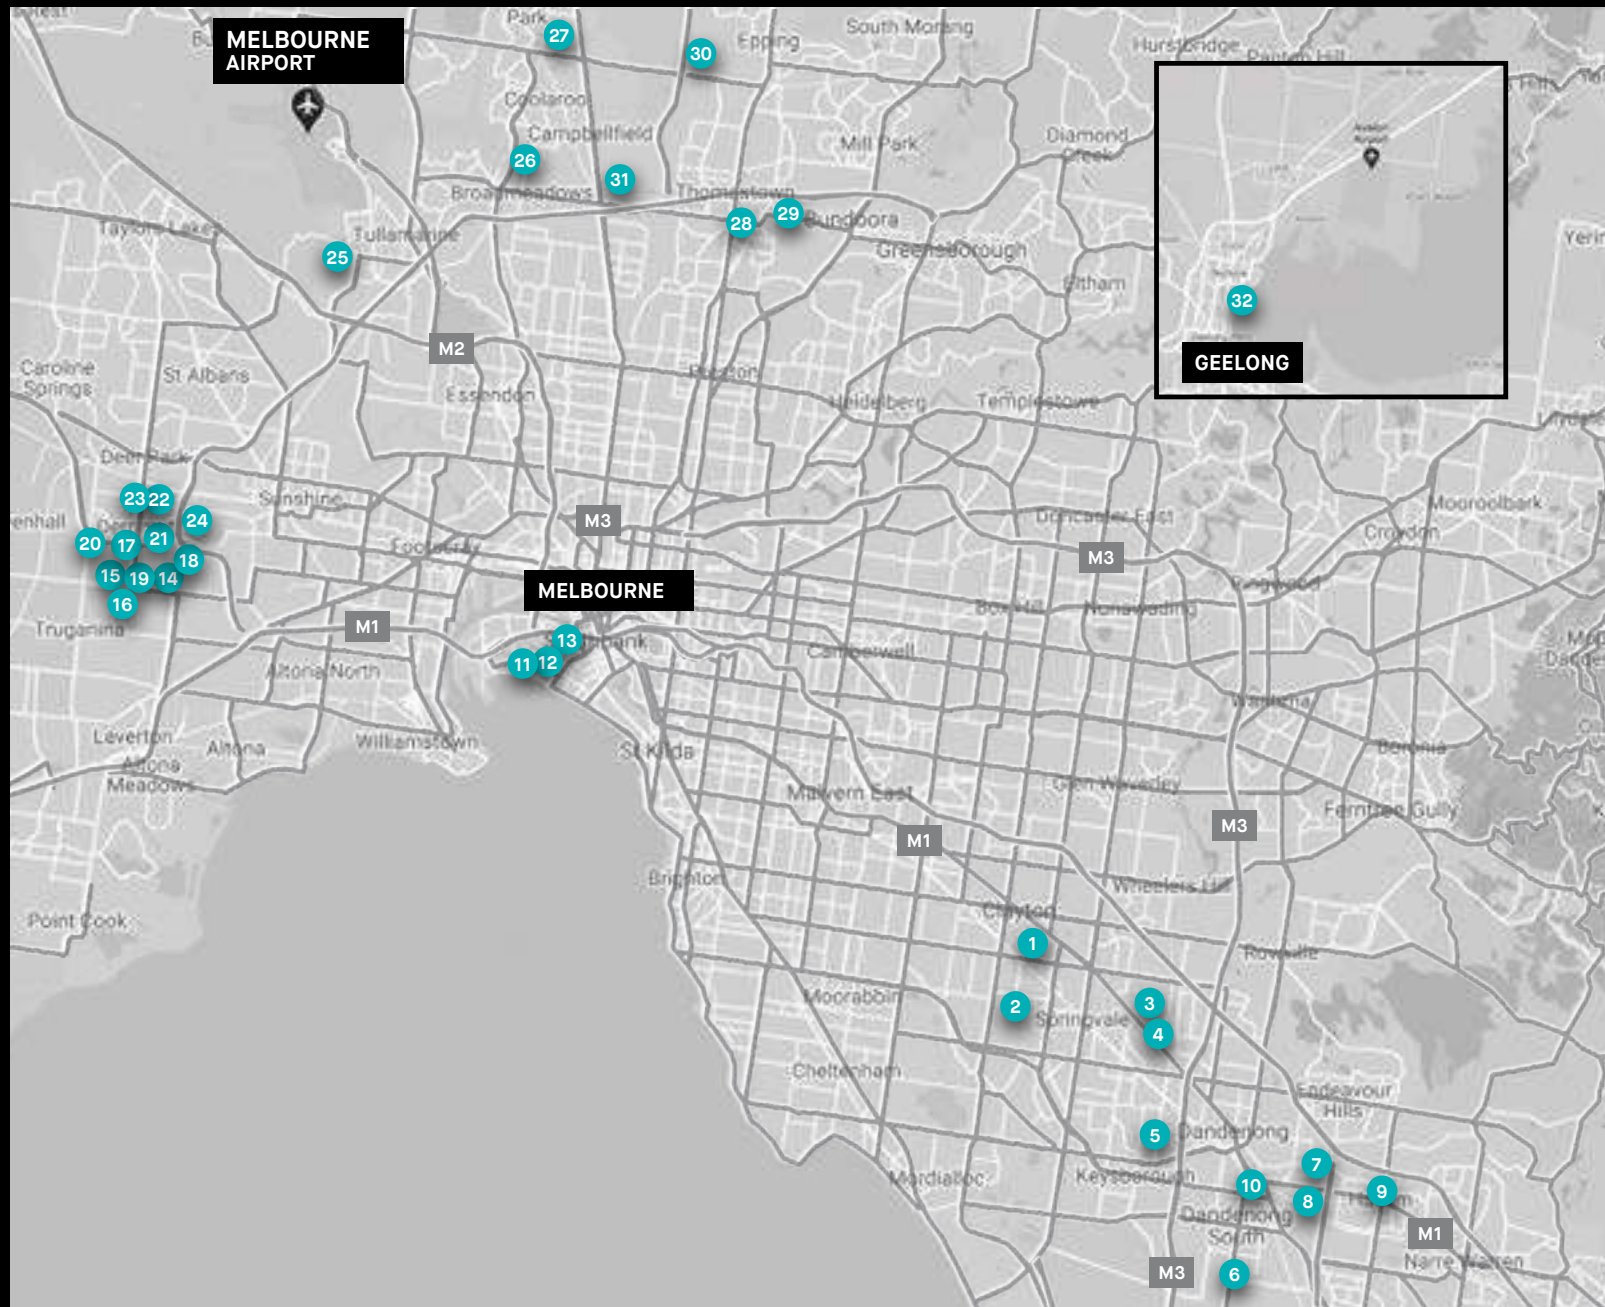 Park
27
30
Epping
South Morang
Hurstbridge
Panton Hill
MELBOURNE
AIRPORT
Coolaroo
Campbellfield
Mill Park
Diamond
Creek
26
31
Broadmeadows
Thomastown
28
29
Bundoora
Greensborough
Eltham
Taylors Lakes
Tullamarine
25
Avalon
Airport
32
GEELONG
M2
Caroline
Springs
St Albans
Essendon
Preston
Heidelberg
Templestowe
Deer Park
Sunshine
23
22
24
20
17
21
18
15
19
14
16
Truganina
M3
Footscray
Doncaster East
M3
Mooroolbark
Croydon
Ringwood
MELBOURNE
Box Hill
Nunawading
M1
13
Southbank
11
12
Camberwell
Altona North
Wantirna
Laverton
Altona
Altona
Meadows
Williamstown
St Kilda
Boronia
Malvern East
Glen Waverley
Ferntree Gully
M1
M3
Brighton
Wheelers Hill
Point Cook
Clayton
1
Rowville
Moorabbin
2
Springvale
3
4
Cheltenham
Endeavour
Hills
5
Dandenong
Mordialloc
Keysborough
7
10
8
9
Hallam
Dandenong
South
M1
Narre Warren
M3
6